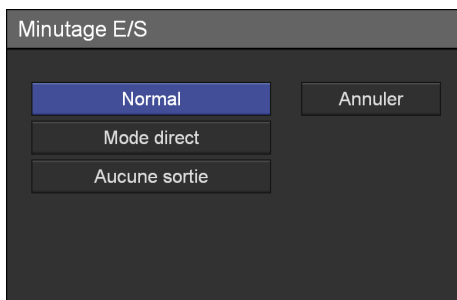 Minutage E/S
Normal
Annuler
Mode direct
Aucune sortie